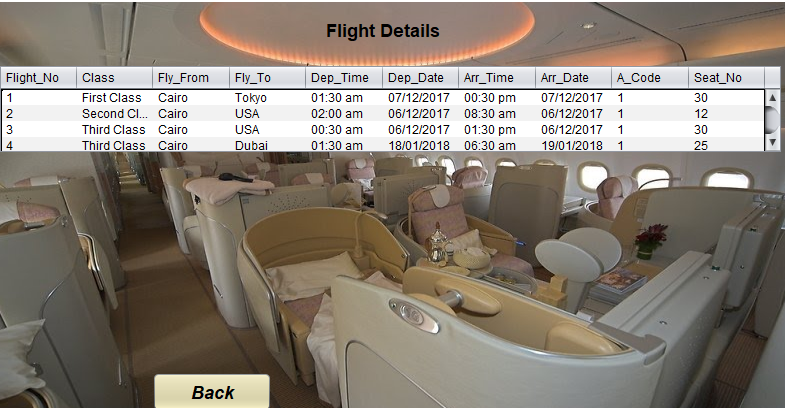 Flight Details
Flight_No Class Fly_From Fly_To Dep_Time Dep_Date Arr_Time Arr_Date A_Code Seat_No
1 First Class Cairo Tokyo 01:30 am 07/12/2017 00:30 pm 07/12/2017 1 30
2 Second Cl... Cairo USA 02:00 am 06/12/2017 08:30 am 06/12/2017 1 12
3 Third Class Cairo USA 00:30 am 06/12/2017 01:30 pm 06/12/2017 1 30
4 Third Class Cairo Dubai 01:30 am 18/01/2018 06:30 am 19/01/2018 1 25
Back